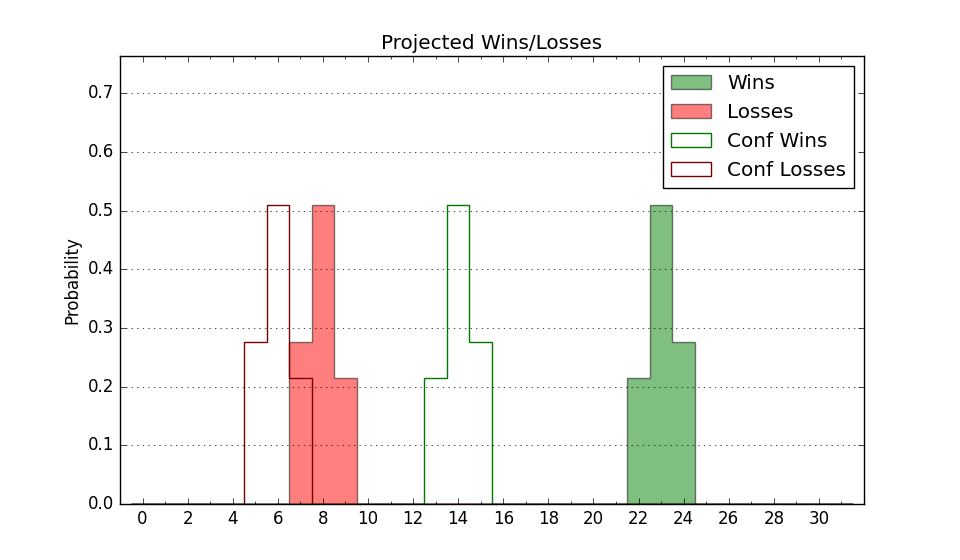 Projected Wins/Losses
Wins
Losses
Conf Wins
Conf Losses
Probability
0.7
0.6
0.5
0.4
0.3
0.2
0.1
0.0
0 2 4 6 8 10 12 14 16 18 20 22 24 26 28 30